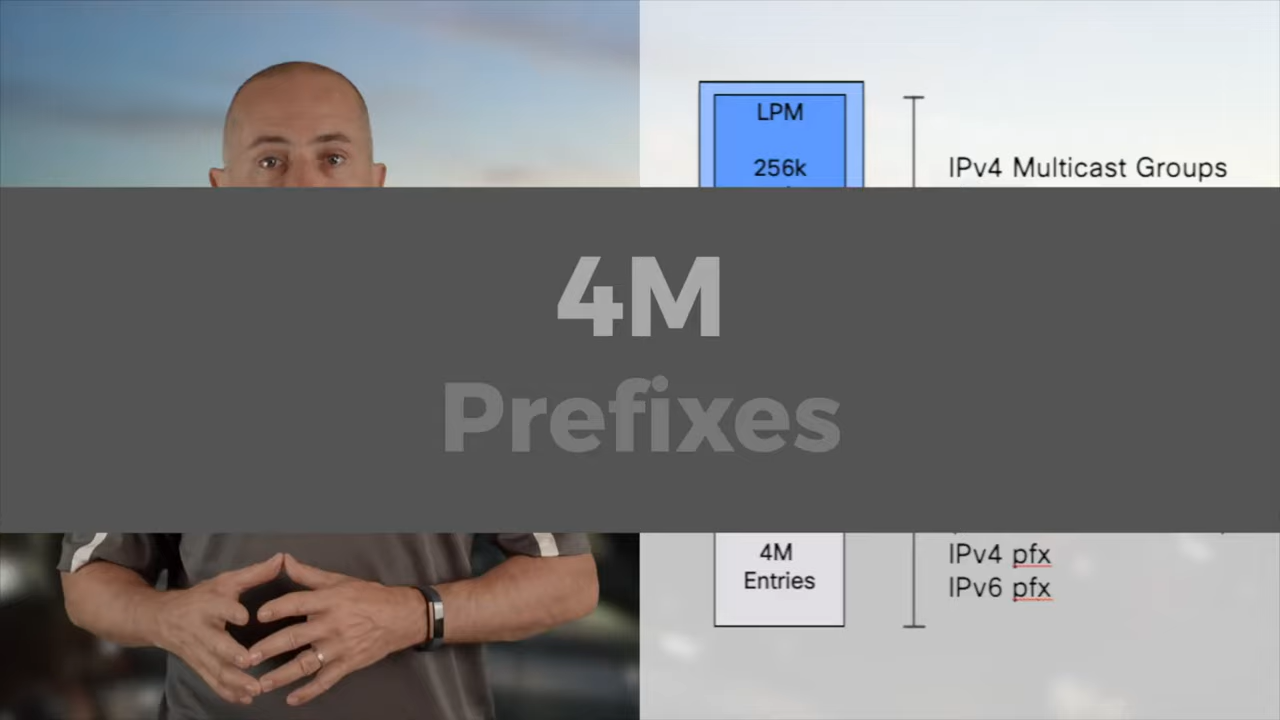 LPM
256k
IPv4 Multicast Groups
4M
Prefixes
4M
Entries
IPv4 pfx
IPv6 pfx